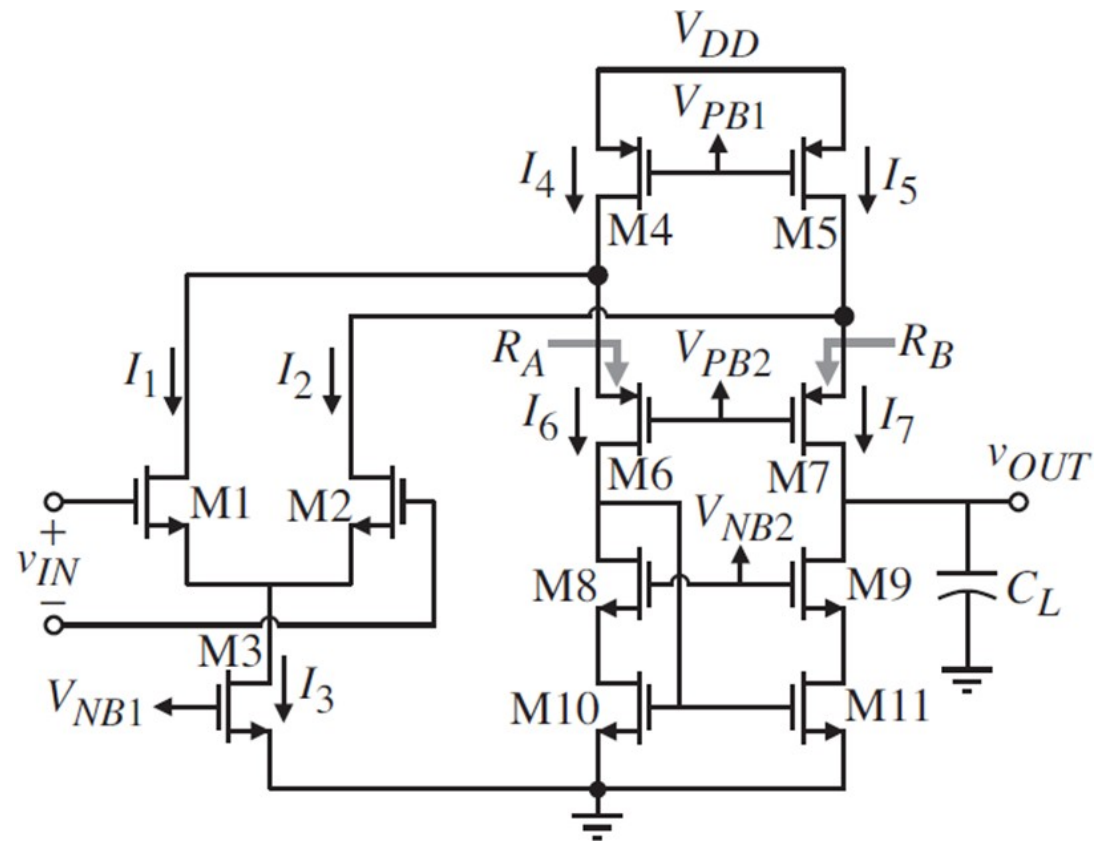 V_DD
V_PB1
I_4
I_5
M4
M5
R_A
V_PB2
R_B
I_1
I_2
I_6
I_7
M6
M7
v_OUT
M1
M2
V_NB2
+
v_IN
−
M8
M9
C_L
M3
V_NB1
I_3
M10
M11